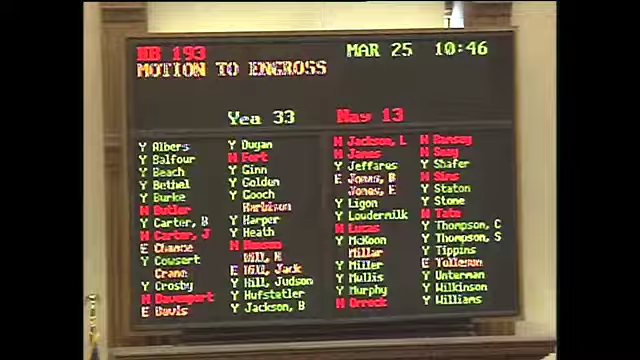 HB 193
MAR 25 10:46
MOTION TO ENGROSS
Yea 33
Nay 13
Y Albers
Y Balfour
Y Beach
Y Bethel
Y Burke
N Butler
Y Carter, B
N Carter, J
E Chance
Y Cowsert
Crane
Y Crosby
N Davenport
E Davis
Y Dugan
N Fort
Y Ginn
Y Golden
Y Gooch
Harbison
Y Harper
Y Heath
N Henson
Hill, H
E Hill, Jack
Y Hill, Judson
Y Hufstetler
Y Jackson, B
N Jackson, L
N James
Y Jeffares
E Jones, B
Jones, E
Y Ligon
Y Loudermilk
N Lucas
Y McKoon
Millar
Y Miller
Y Mullis
Y Murphy
N Orrock
N Ramsey
N Seay
Y Shafer
N Sims
Y Staton
Y Stone
N Tate
Y Thompson, C
Y Thompson, S
Y Tippins
E Tolleson
Y Unterman
Y Wilkinson
Y Williams